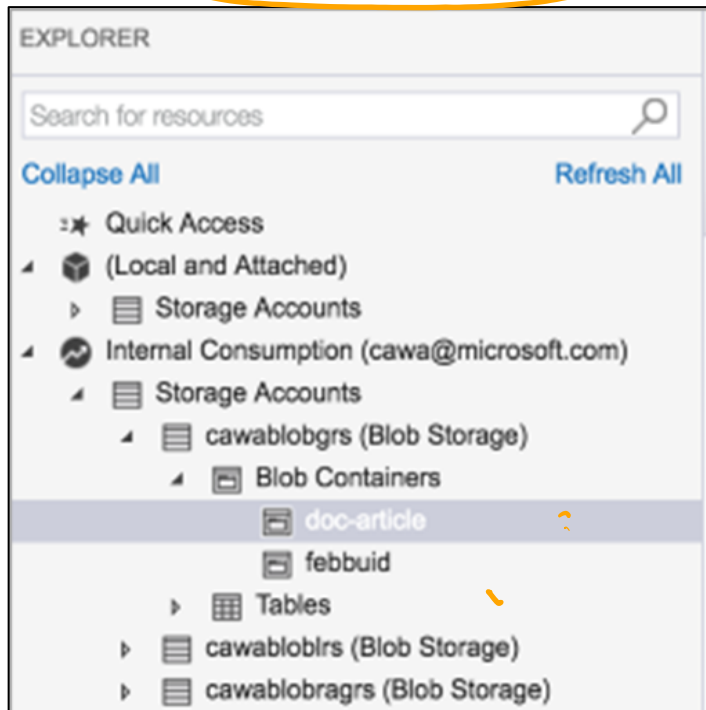 EXPLORER
Search for resources
Collapse All Refresh All
Quick Access
(Local and Attached)
Storage Accounts
Internal Consumption (cawa@microsoft.com)
Storage Accounts
cawablobgrs (Blob Storage)
Blob Containers
doc-article
febbuid
Tables
cawabloblrs (Blob Storage)
cawablobragrs (Blob Storage)